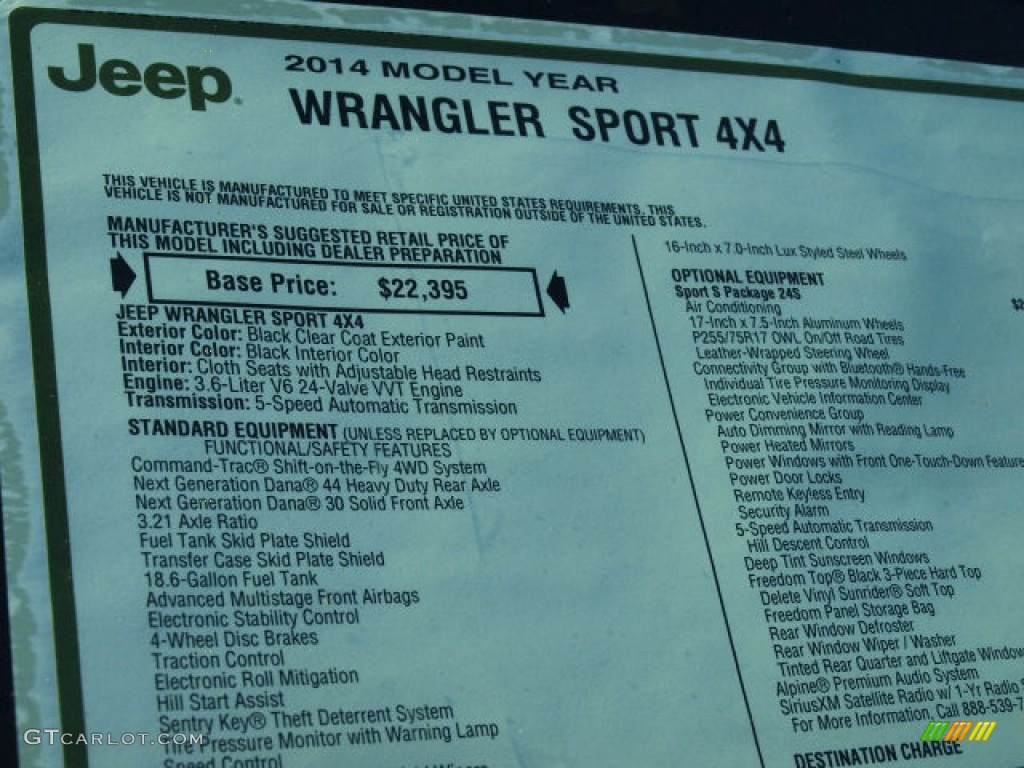 Jeep
2014 MODEL YEAR
WRANGLER SPORT 4X4
THIS VEHICLE IS MANUFACTURED TO MEET SPECIFIC UNITED STATES REQUIREMENTS. THIS
VEHICLE IS NOT MANUFACTURED FOR SALE OR REGISTRATION OUTSIDE OF THE UNITED STATES.
MANUFACTURER'S SUGGESTED RETAIL PRICE OF
THIS MODEL INCLUDING DEALER PREPARATION
Base Price: $22,395
JEEP WRANGLER SPORT 4X4
Exterior Color: Black Clear Coat Exterior Paint
Interior Color: Black Interior Color
Interior: Cloth Seats with Adjustable Head Restraints
Engine: 3.6-Liter V6 24-Valve VVT Engine
Transmission: 5-Speed Automatic Transmission
STANDARD EQUIPMENT (UNLESS REPLACED BY OPTIONAL EQUIPMENT)
FUNCTIONAL/SAFETY FEATURES
Command-Trac® Shift-on-the-Fly 4WD System
Next Generation Dana® 44 Heavy Duty Rear Axle
Next Generation Dana® 30 Solid Front Axle
3.21 Axle Ratio
Fuel Tank Skid Plate Shield
Transfer Case Skid Plate Shield
18.6-Gallon Fuel Tank
Advanced Multistage Front Airbags
Electronic Stability Control
4-Wheel Disc Brakes
Traction Control
Electronic Roll Mitigation
Hill Start Assist
Sentry Key® Theft Deterrent System
Tire Pressure Monitor with Warning Lamp
Speed Control
16-Inch x 7.0-Inch Lux Styled Steel Wheels
OPTIONAL EQUIPMENT
Sport S Package 24S
Air Conditioning
17-Inch x 7.5-Inch Aluminum Wheels
P255/75R17 OWL On/Off Road Tires
Leather-Wrapped Steering Wheel
Connectivity Group with Bluetooth® Hands-Free
Individual Tire Pressure Monitoring Display
Electronic Vehicle Information Center
Power Convenience Group
Auto Dimming Mirror with Reading Lamp
Power Heated Mirrors
Power Windows with Front One-Touch-Down Feature
Power Door Locks
Remote Keyless Entry
Security Alarm
5-Speed Automatic Transmission
Hill Descent Control
Deep Tint Sunscreen Windows
Freedom Top® Black 3-Piece Hard Top
Delete Vinyl Sunrider® Soft Top
Freedom Panel Storage Bag
Rear Window Defroster
Rear Window Wiper / Washer
Tinted Rear Quarter and Liftgate Window
Alpine® Premium Audio System
SiriusXM Satellite Radio w/ 1-Yr Radio S
For More Information, Call 888-539-7
DESTINATION CHARGE
$2
GTCARLOT.COM